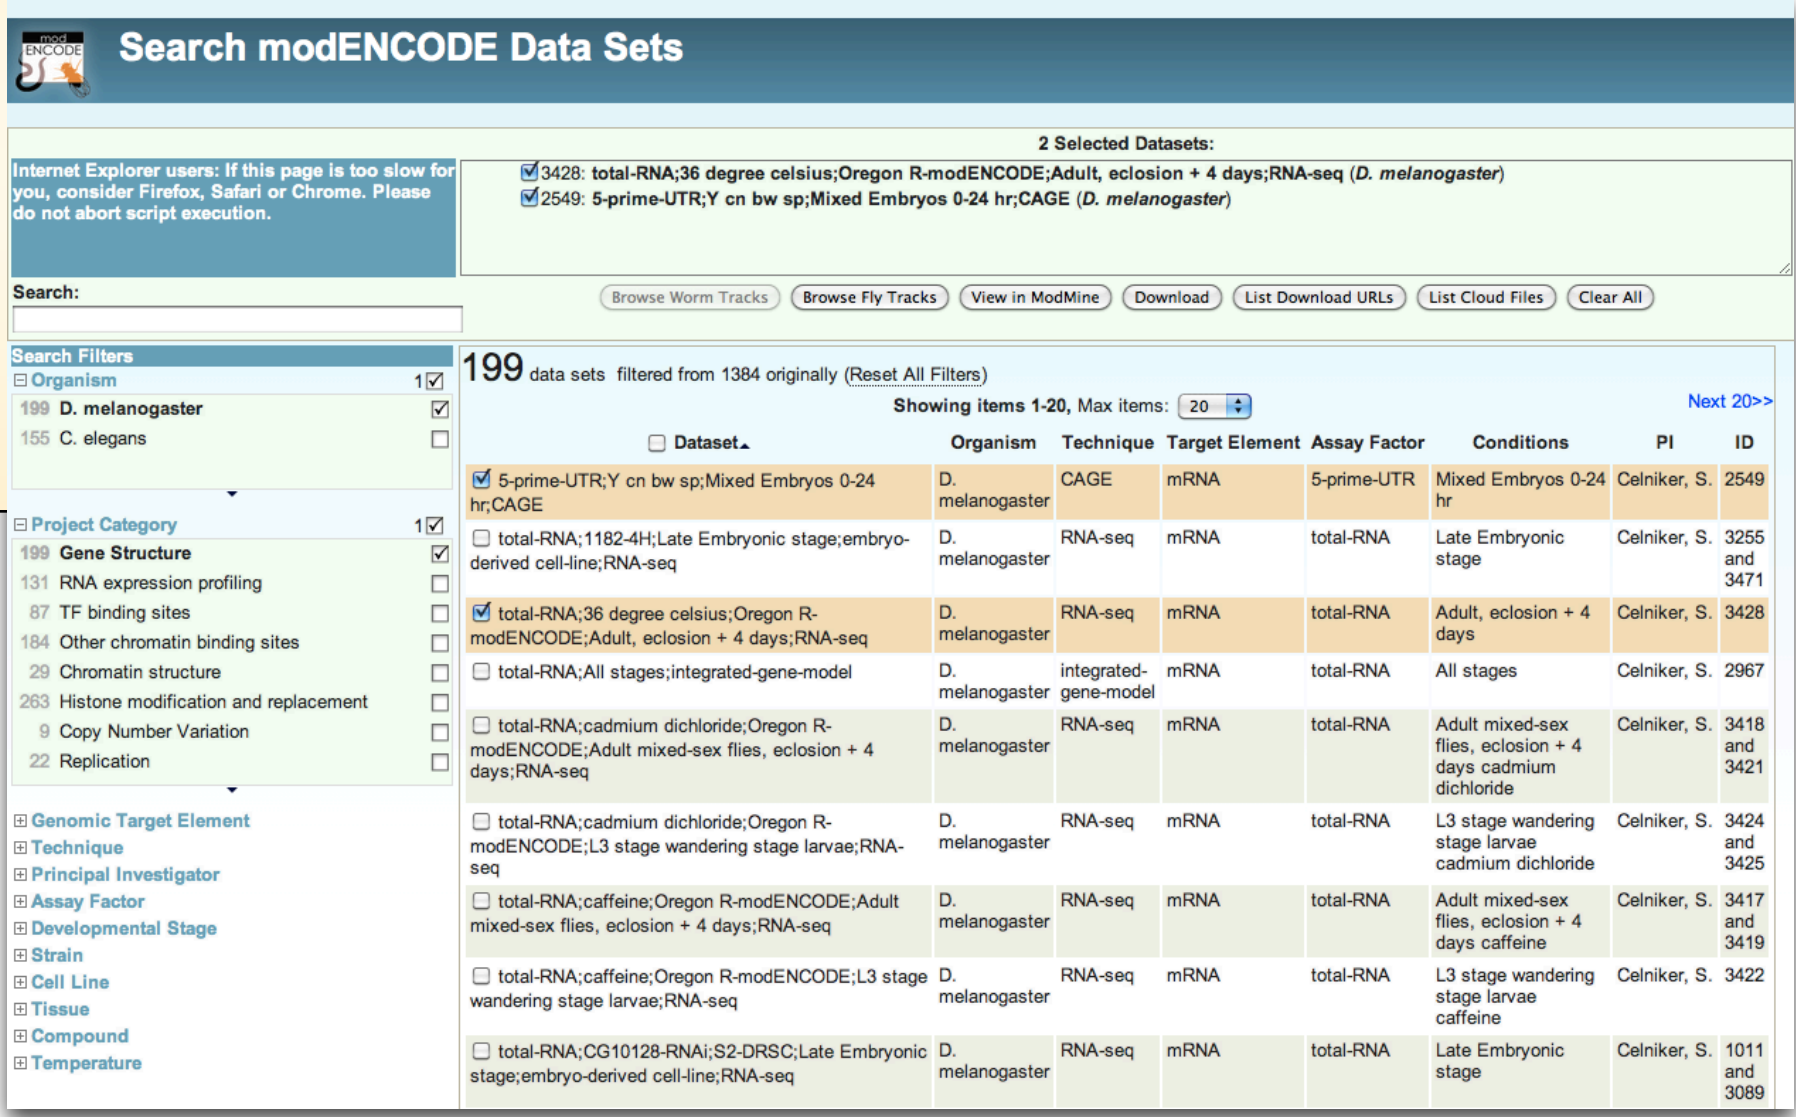 mod
ENCODE
Search modENCODE Data Sets
Internet Explorer users: If this page is too slow for
you, consider Firefox, Safari or Chrome. Please
do not abort script execution.
2 Selected Datasets:
3428: total-RNA;36 degree celsius;Oregon R-modENCODE;Adult, eclosion + 4 days;RNA-seq (D. melanogaster)
2549: 5-prime-UTR;Y cn bw sp;Mixed Embryos 0-24 hr;CAGE (D. melanogaster)
Search:
Browse Worm Tracks Browse Fly Tracks View in ModMine Download List Download URLs List Cloud Files Clear All
Search Filters
Organism 1
199 D. melanogaster
155 C. elegans
Project Category 1
199 Gene Structure
131 RNA expression profiling
87 TF binding sites
184 Other chromatin binding sites
29 Chromatin structure
263 Histone modification and replacement
9 Copy Number Variation
22 Replication
Genomic Target Element
Technique
Principal Investigator
Assay Factor
Developmental Stage
Strain
Cell Line
Tissue
Compound
Temperature
199 data sets filtered from 1384 originally (Reset All Filters)
Showing items 1-20, Max items: 20
Next 20>>
Dataset Organism Technique Target Element Assay Factor Conditions PI ID
5-prime-UTR;Y cn bw sp;Mixed Embryos 0-24 D. CAGE mRNA 5-prime-UTR Mixed Embryos 0-24 Celniker, S. 2549
hr;CAGE melanogaster hr
total-RNA;1182-4H;Late Embryonic stage;embryo- D. RNA-seq mRNA total-RNA Late Embryonic Celniker, S. 3255
derived cell-line;RNA-seq melanogaster stage and
3471
total-RNA;36 degree celsius;Oregon R- D. RNA-seq mRNA total-RNA Adult, eclosion + 4 Celniker, S. 3428
modENCODE;Adult, eclosion + 4 days;RNA-seq melanogaster days
total-RNA;All stages;integrated-gene-model D. integrated- mRNA total-RNA All stages Celniker, S. 2967
melanogaster gene-model
total-RNA;cadmium dichloride;Oregon R- D. RNA-seq mRNA total-RNA Adult mixed-sex Celniker, S. 3418
modENCODE;Adult mixed-sex flies, eclosion + 4 melanogaster flies, eclosion + 4 and
days;RNA-seq days cadmium 3421
dichloride
total-RNA;cadmium dichloride;Oregon R- D. RNA-seq mRNA total-RNA L3 stage wandering Celniker, S. 3424
modENCODE;L3 stage wandering stage larvae;RNA- melanogaster stage larvae and
seq cadmium dichloride 3425
total-RNA;caffeine;Oregon R-modENCODE;Adult D. RNA-seq mRNA total-RNA Adult mixed-sex Celniker, S. 3417
mixed-sex flies, eclosion + 4 days;RNA-seq melanogaster flies, eclosion + 4 and
days caffeine 3419
total-RNA;caffeine;Oregon R-modENCODE;L3 stage D. RNA-seq mRNA total-RNA L3 stage wandering Celniker, S. 3422
wandering stage larvae;RNA-seq melanogaster stage larvae
caffeine
total-RNA;CG10128-RNAi;S2-DRSC;Late Embryonic D. RNA-seq mRNA total-RNA Late Embryonic Celniker, S. 1011
stage;embryo-derived cell-line;RNA-seq melanogaster stage and
3089